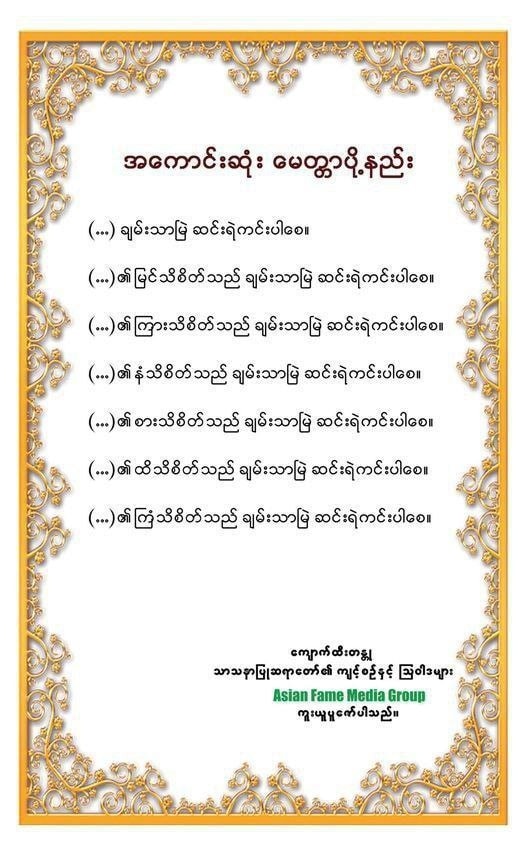 အကောင်းဆုံး မေတ္တာပို့နည်း
(...) ချမ်းသာမြဲ ဆင်းရဲကင်းပါစေ။
(...)၏မြင်သိစိတ်သည် ချမ်းသာမြဲ ဆင်းရဲကင်းပါစေ။
(...)၏ကြားသိစိတ်သည် ချမ်းသာမြဲ ဆင်းရဲကင်းပါစေ။
(...)၏နံသိစိတ်သည် ချမ်းသာမြဲ ဆင်းရဲကင်းပါစေ။
(...)၏စားသိစိတ်သည် ချမ်းသာမြဲ ဆင်းရဲကင်းပါစေ။
(...)၏ထိသိစိတ်သည် ချမ်းသာမြဲ ဆင်းရဲကင်းပါစေ။
(...)၏ကြံသိစိတ်သည် ချမ်းသာမြဲ ဆင်းရဲကင်းပါစေ။
ကျောက်ထီးတန္တု
သာသနာပြုဆရာတော်၏ ကျင့်စဉ်နှင့် ဩဝါဒများ
Asian Fame Media Group
ကူးယူမှုဇော်ပါသည်။